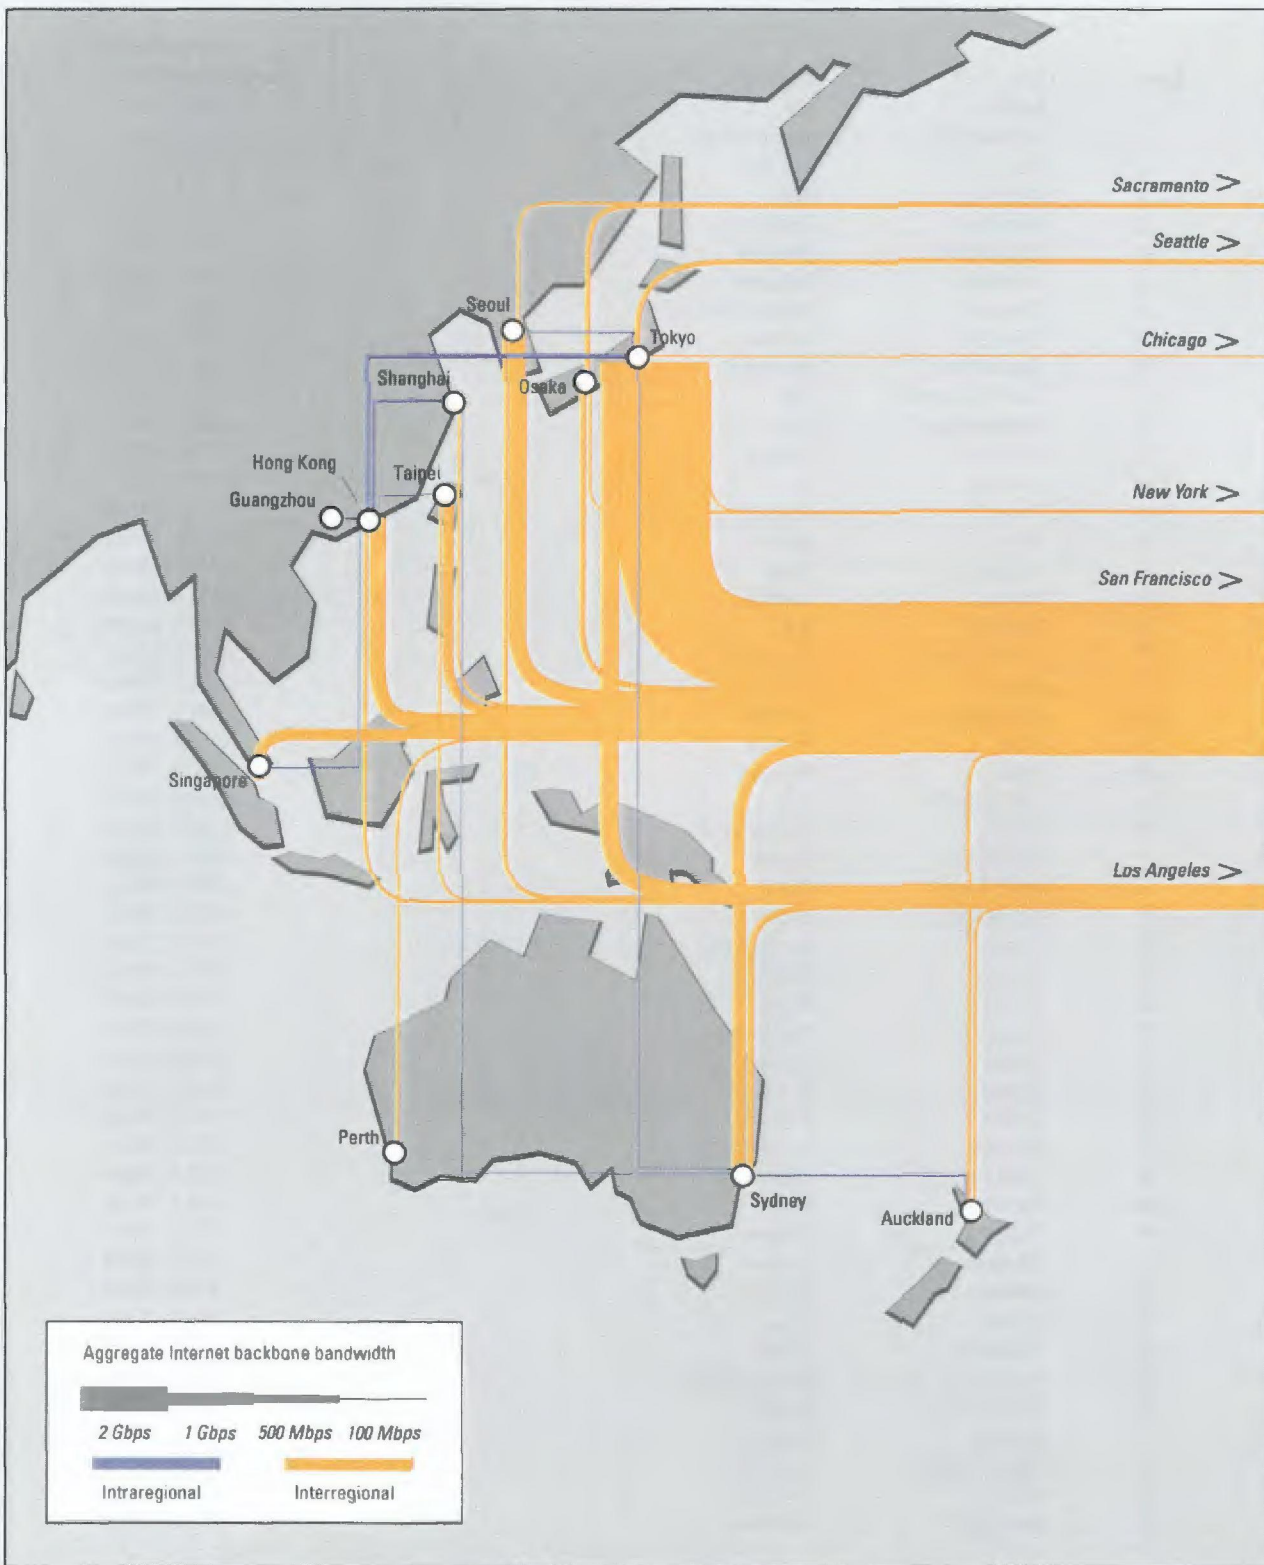 Sacramento >
Seattle >
Seoul
Tokyo
Chicago >
Shanghai
Osaka
Hong Kong
Taipei
Guangzhou
New York >
San Francisco >
Singapore
Los Angeles >
Perth
Sydney
Auckland
Aggregate Internet backbone bandwidth
2 Gbps 1 Gbps 500 Mbps 100 Mbps
Intraregional Interregional